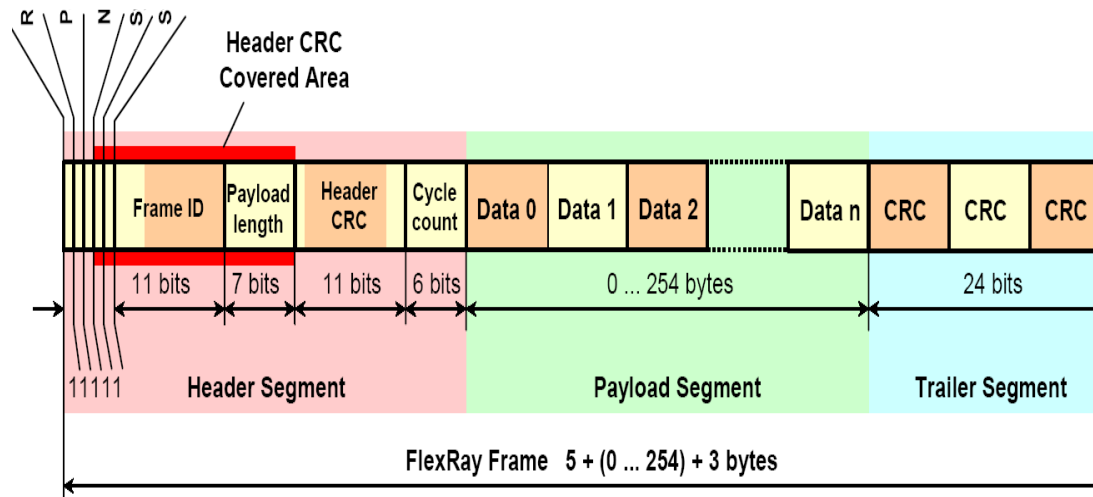 R P N S S
Header CRC
Covered Area
Frame ID
Payload
length
Header
CRC
Cycle
count
Data 0
Data 1
Data 2
Data n
CRC
CRC
CRC
11 bits
7 bits
11 bits
6 bits
0 ... 254 bytes
24 bits
11111
Header Segment
Payload Segment
Trailer Segment
FlexRay Frame 5 + (0 ... 254) + 3 bytes